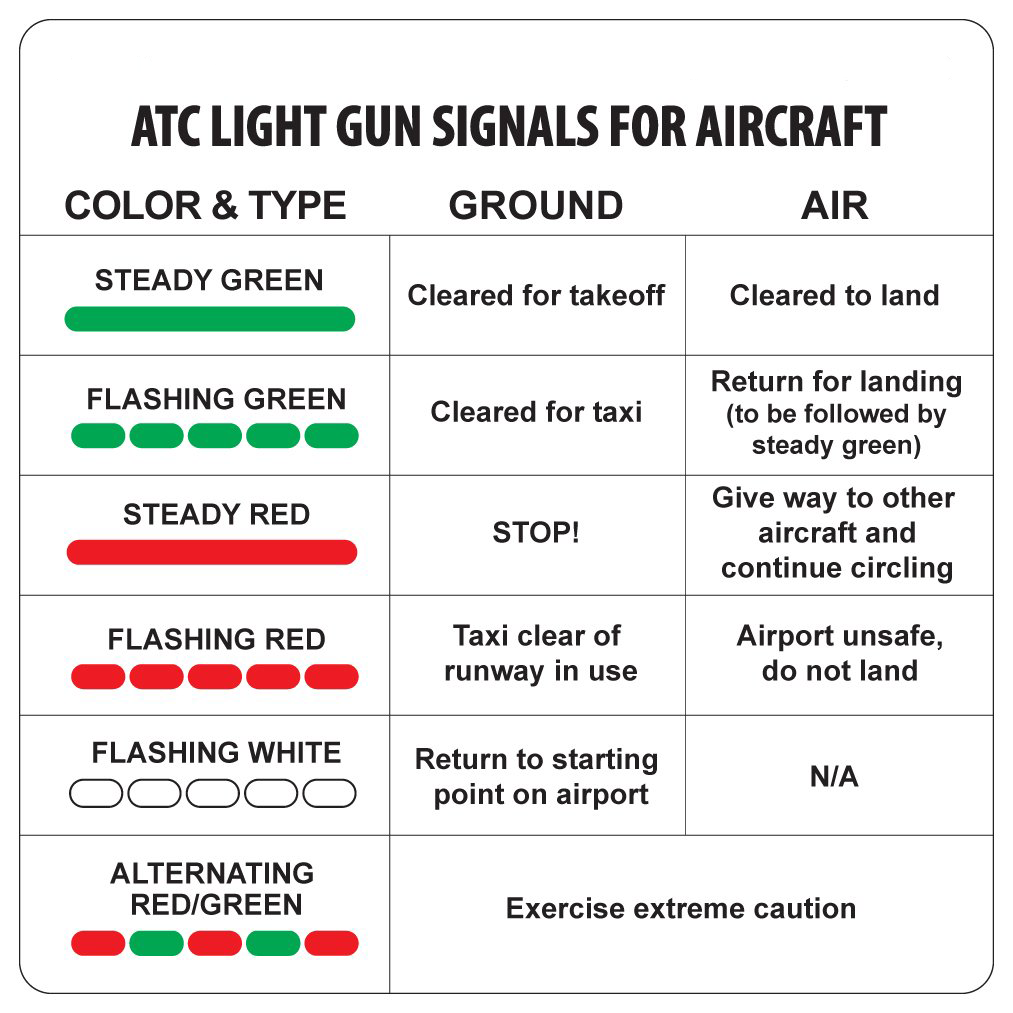 ATC LIGHT GUN SIGNALS FOR AIRCRAFT
COLOR & TYPE
GROUND
AIR
STEADY GREEN
Cleared for takeoff
Cleared to land
FLASHING GREEN
Cleared for taxi
Return for landing
(to be followed by
steady green)
STEADY RED
STOP!
Give way to other
aircraft and
continue circling
FLASHING RED
Taxi clear of
runway in use
Airport unsafe,
do not land
FLASHING WHITE
Return to starting
point on airport
N/A
ALTERNATING
RED/GREEN
Exercise extreme caution